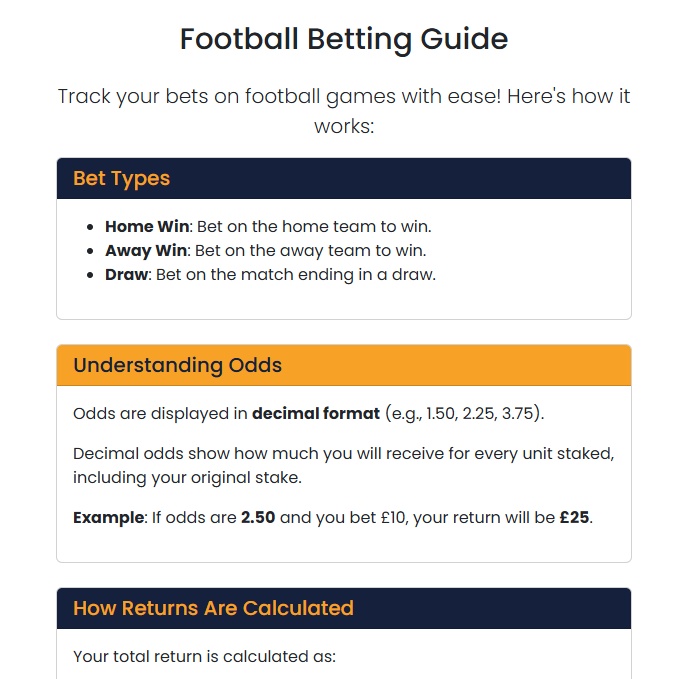 Football Betting Guide
Track your bets on football games with ease! Here's how it
works:
Bet Types
Home Win: Bet on the home team to win.
Away Win: Bet on the away team to win.
Draw: Bet on the match ending in a draw.
Understanding Odds
Odds are displayed in decimal format (e.g., 1.50, 2.25, 3.75).
Decimal odds show how much you will receive for every unit staked,
including your original stake.
Example: If odds are 2.50 and you bet £10, your return will be £25.
How Returns Are Calculated
Your total return is calculated as: